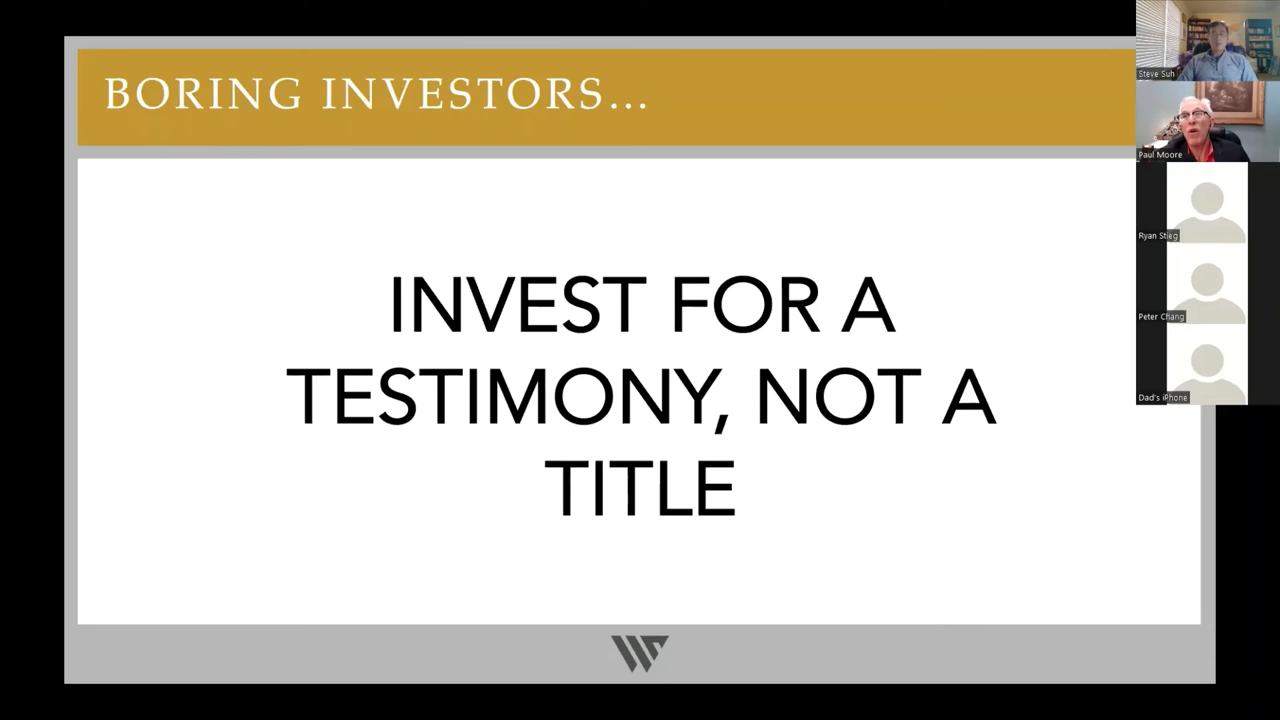 BORING INVESTORS...
INVEST FOR A
TESTIMONY, NOT A
TITLE
Steve Suh
Paul Moore
Ryan Stieg
Peter Chang
Dad's iPhone